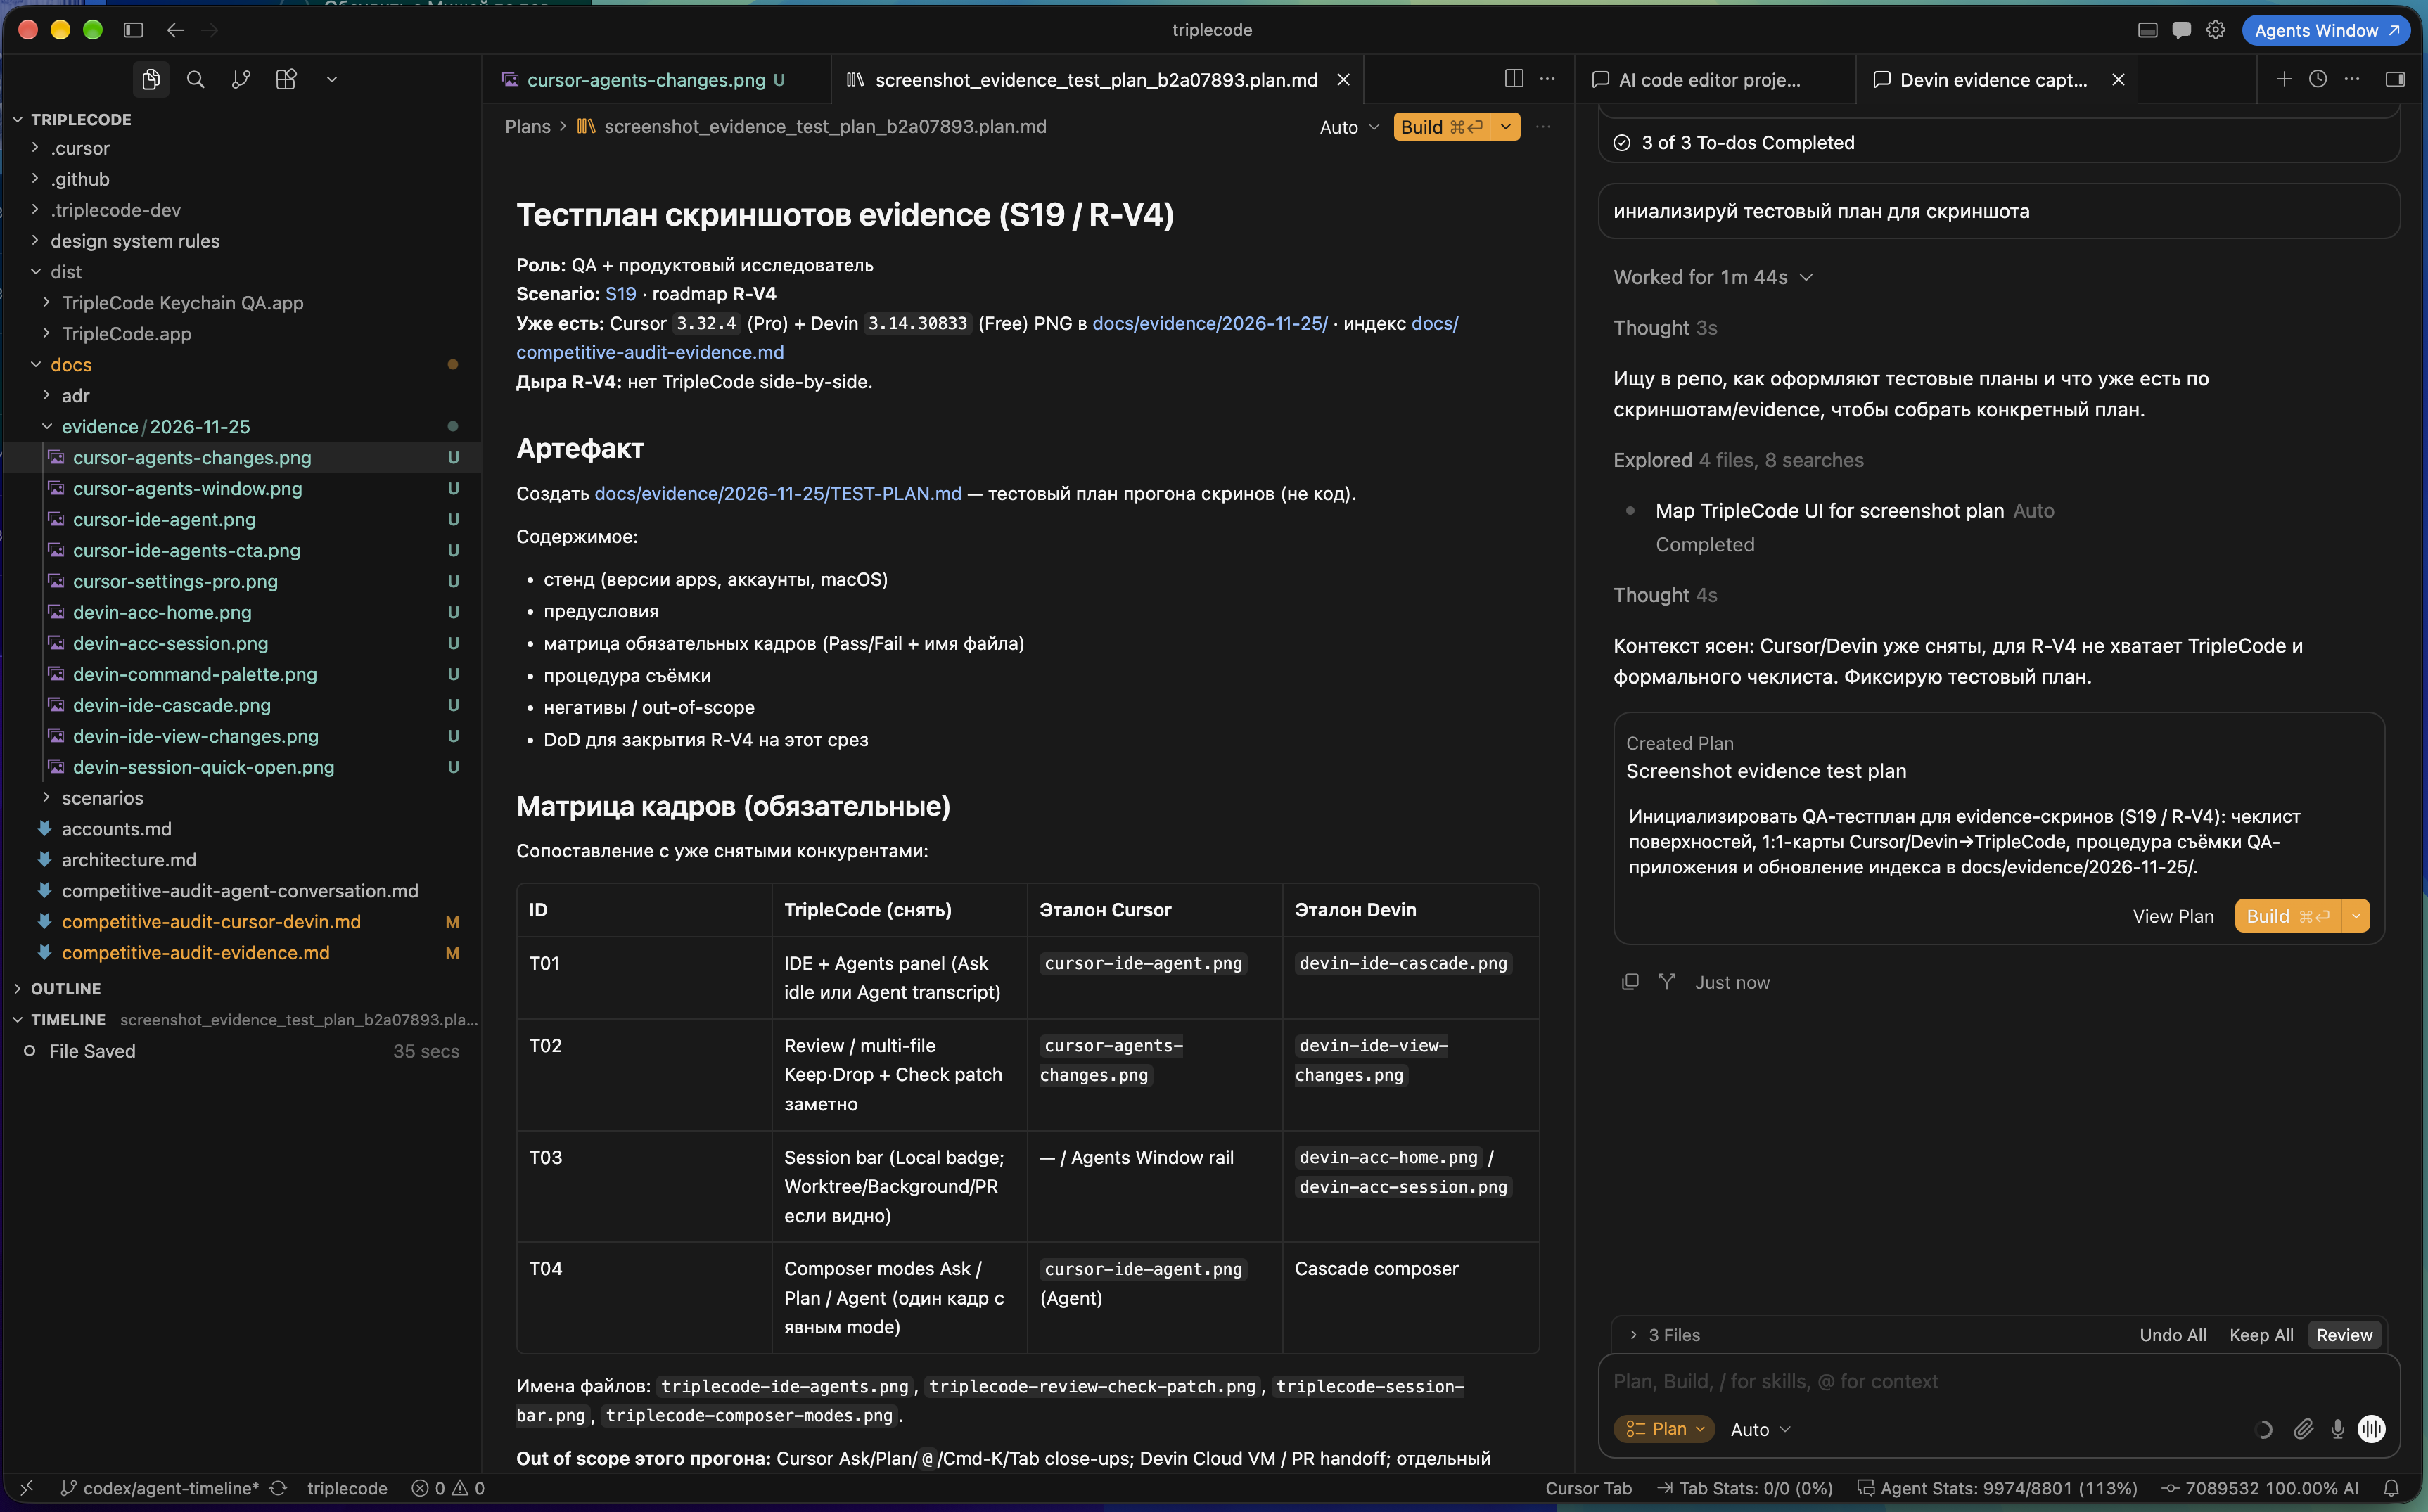 triplecode
Agents Window
TRIPLECODE
.cursor
.github
.triplecode-dev
design system rules
dist
TripleCode Keychain QA.app
TripleCode.app
docs
adr
evidence/2026-11-25
cursor-agents-changes.png U
cursor-agents-window.png U
cursor-ide-agent.png U
cursor-ide-agents-cta.png U
cursor-settings-pro.png U
devin-acc-home.png U
devin-acc-session.png U
devin-command-palette.png U
devin-ide-cascade.png U
devin-ide-view-changes.png U
devin-session-quick-open.png U
scenarios
accounts.md
architecture.md
competitive-audit-agent-conversation.md
competitive-audit-cursor-devin.md M
competitive-audit-evidence.md M
OUTLINE
TIMELINE screenshot_evidence_test_plan_b2a07893.pla...
File Saved 35 secs
cursor-agents-changes.png U
screenshot_evidence_test_plan_b2a07893.plan.md
Plans > screenshot_evidence_test_plan_b2a07893.plan.md
Auto
Build ⌘⏎
Тестплан скриншотов evidence (S19 / R-V4)
Роль: QA + продуктовый исследователь
Scenario: S19 · roadmap R-V4
Уже есть: Cursor 3.32.4 (Pro) + Devin 3.14.30833 (Free) PNG в docs/evidence/2026-11-25/ · индекс docs/
competitive-audit-evidence.md
Дыра R-V4: нет TripleCode side-by-side.
Артефакт
Создать docs/evidence/2026-11-25/TEST-PLAN.md — тестовый план прогона скринов (не код).
Содержимое:
• стенд (версии apps, аккаунты, macOS)
• предусловия
• матрица обязательных кадров (Pass/Fail + имя файла)
• процедура съёмки
• негативы / out-of-scope
• DoD для закрытия R-V4 на этот срез
Матрица кадров (обязательные)
Сопоставление с уже снятыми конкурентами:
ID TripleCode (снять) Эталон Cursor Эталон Devin
T01 IDE + Agents panel (Ask cursor-ide-agent.png devin-ide-cascade.png
idle или Agent transcript)
T02 Review / multi-file cursor-agents- devin-ide-view-
Keep·Drop + Check patch changes.png changes.png
заметно
T03 Session bar (Local badge; — / Agents Window rail devin-acc-home.png /
Worktree/Background/PR devin-acc-session.png
если видно)
T04 Composer modes Ask / cursor-ide-agent.png Cascade composer
Plan / Agent (один кадр с (Agent)
явным mode)
Имена файлов: triplecode-ide-agents.png, triplecode-review-check-patch.png, triplecode-session-
bar.png, triplecode-composer-modes.png.
Out of scope этого прогона: Cursor Ask/Plan/@/Cmd-K/Tab close-ups; Devin Cloud VM / PR handoff; отдельный
AI code editor proje...
Devin evidence capt...
3 of 3 To-dos Completed
иниализируй тестовый план для скриншота
Worked for 1m 44s
Thought 3s
Ищу в репо, как оформляют тестовые планы и что уже есть по
скриншотам/evidence, чтобы собрать конкретный план.
Explored 4 files, 8 searches
• Map TripleCode UI for screenshot plan Auto
Completed
Thought 4s
Контекст ясен: Cursor/Devin уже сняты, для R-V4 не хватает TripleCode и
формального чеклиста. Фиксирую тестовый план.
Created Plan
Screenshot evidence test plan
Инициализировать QA-тестплан для evidence-скринов (S19 / R-V4): чеклист
поверхностей, 1:1-карты Cursor/Devin→TripleCode, процедура съёмки QA-
приложения и обновление индекса в docs/evidence/2026-11-25/.
View Plan Build ⌘⏎
Just now
3 Files Undo All Keep All Review
Plan, Build, / for skills, @ for context
Plan Auto
codex/agent-timeline* triplecode 0 0
Cursor Tab Tab Stats: 0/0 (0%) Agent Stats: 9974/8801 (113%) 7089532 100.00% AI